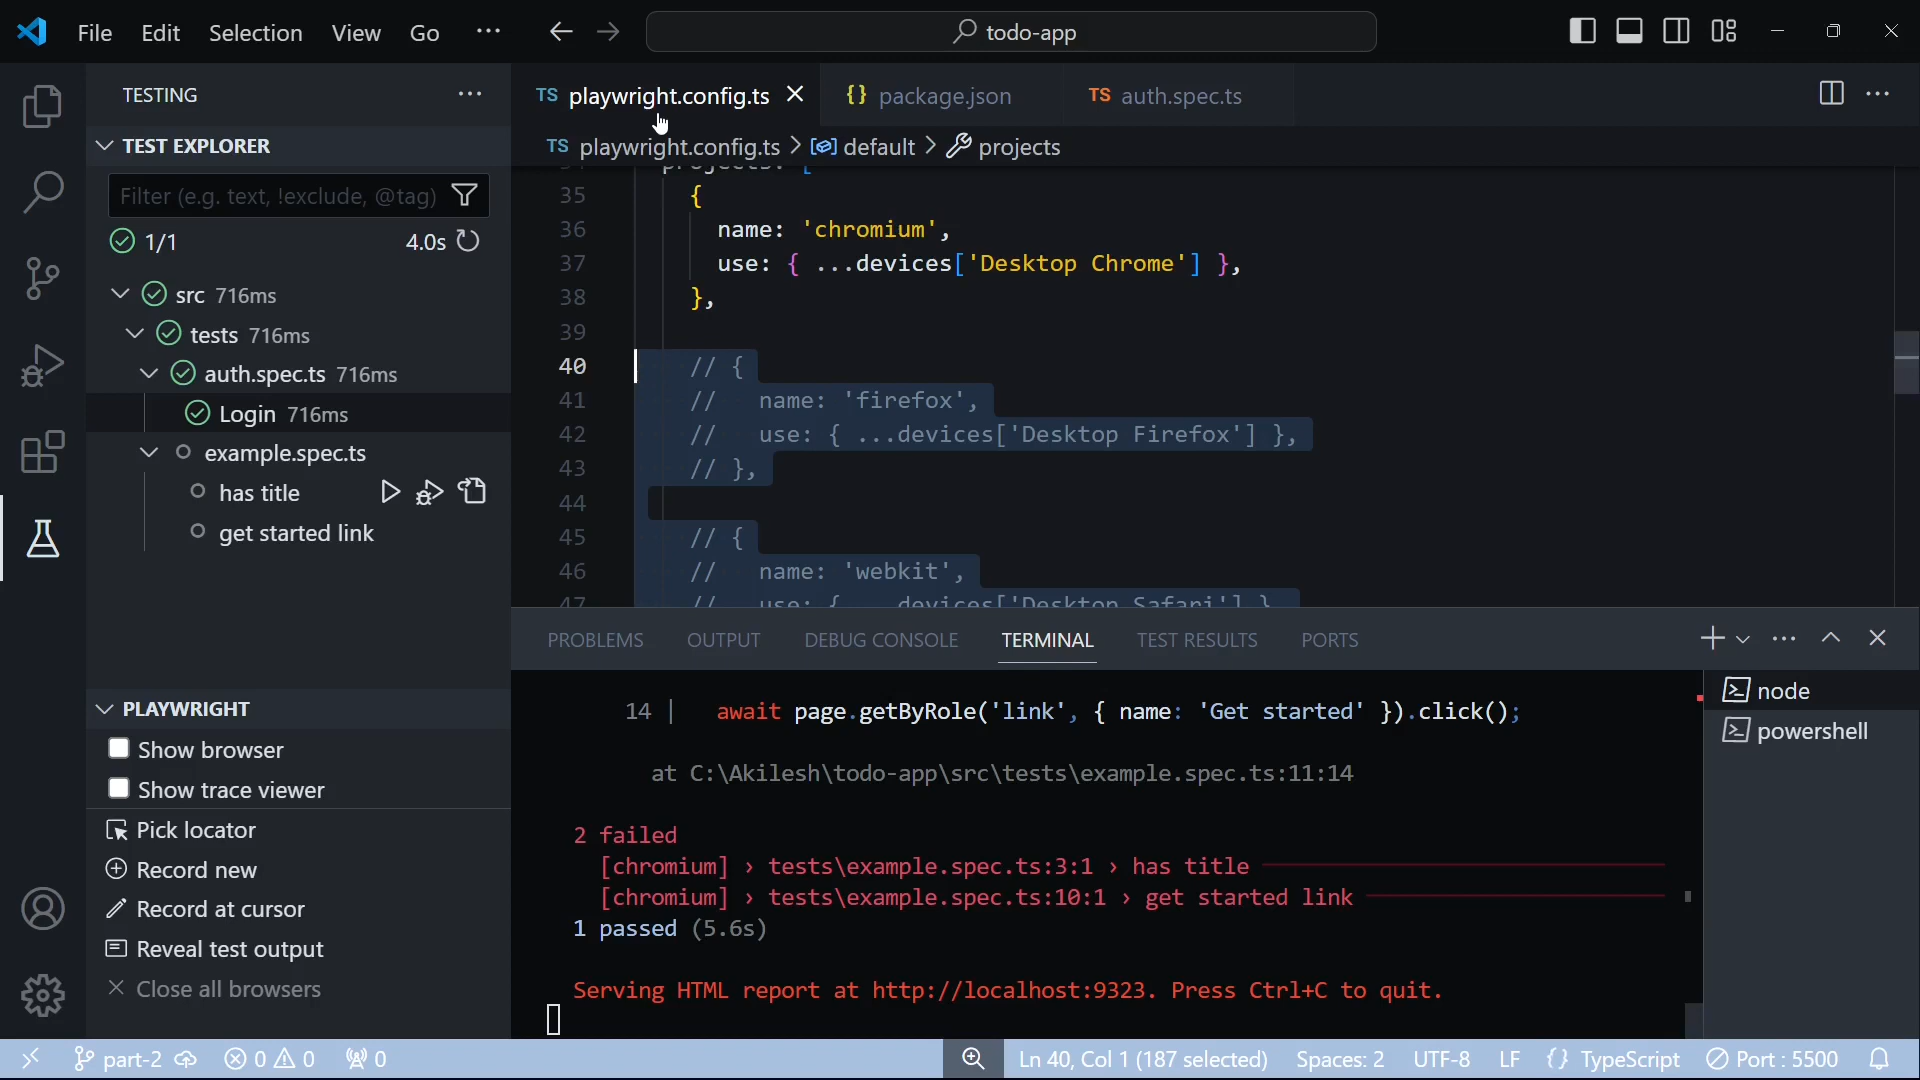 File Edit Selection View Go ··· todo-app
TESTING
TEST EXPLORER
Filter (e.g. text, !exclude, @tag)
1/1 4.0s
src 716ms
tests 716ms
auth.spec.ts 716ms
Login 716ms
example.spec.ts
has title
get started link
PLAYWRIGHT
Show browser
Show trace viewer
Pick locator
Record new
Record at cursor
Reveal test output
Close all browsers
TS playwright.config.ts {} package.json TS auth.spec.ts
TS playwright.config.ts > default > projects
projects: [
35 {
36 name: 'chromium',
37 use: { ...devices['Desktop Chrome'] },
38 },
39
40 // {
41 // name: 'firefox',
42 // use: { ...devices['Desktop Firefox'] },
43 // },
44
45 // {
46 // name: 'webkit',
47 // use: { ...devices['Desktop Safari'] }
PROBLEMS OUTPUT DEBUG CONSOLE TERMINAL TEST RESULTS PORTS
14 | await page.getByRole('link', { name: 'Get started' }).click();
at C:\Akilesh\todo-app\src\tests\example.spec.ts:11:14
2 failed
[chromium] › tests\example.spec.ts:3:1 › has title
[chromium] › tests\example.spec.ts:10:1 › get started link
1 passed (5.6s)
Serving HTML report at http://localhost:9323. Press Ctrl+C to quit.
node
powershell
part-2 0 0 0 Ln 40, Col 1 (187 selected) Spaces: 2 UTF-8 LF {} TypeScript Port : 5500